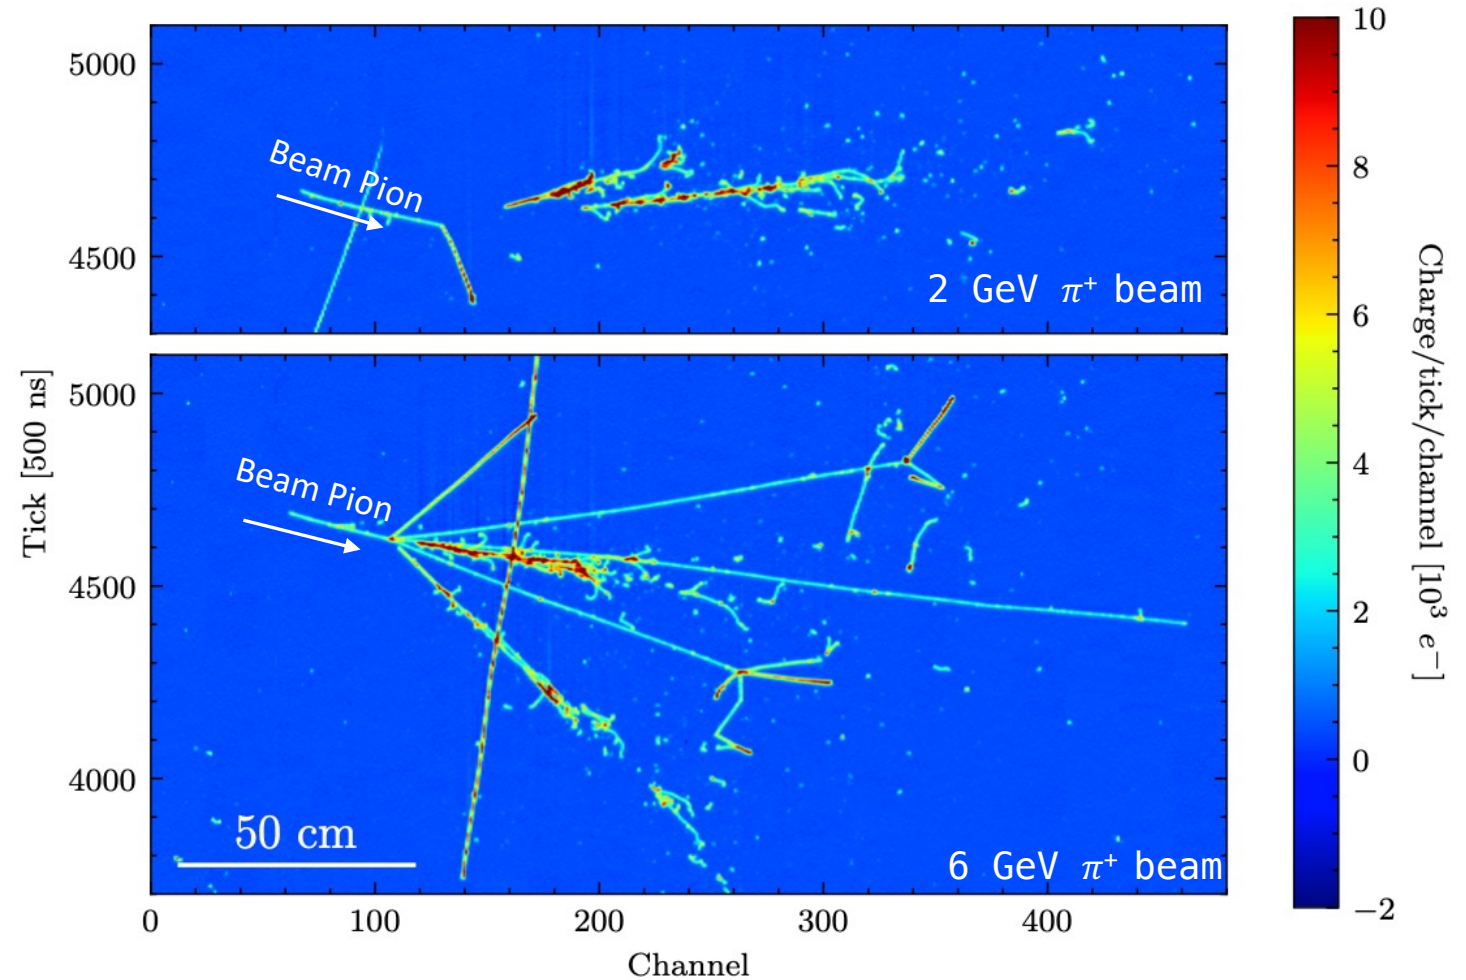 5000
4500
Beam Pion
2 GeV π⁺ beam
5000
4500
4000
Beam Pion
50 cm
6 GeV π⁺ beam
0 100 200 300 400
Channel
Tick [500 ns]
10
8
6
4
2
0
−2
Charge/tick/channel [10³ e⁻]